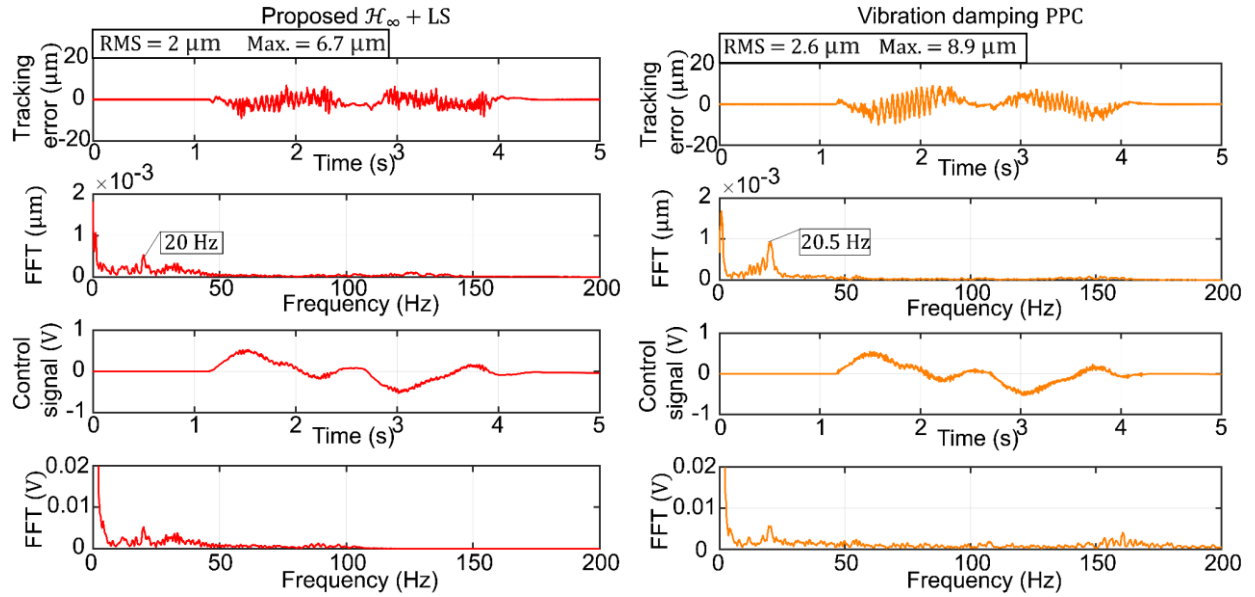 Proposed ℋ∞ + LS
RMS = 2 μm Max. = 6.7 μm
20
0
-20
Tracking
error (μm)
0 1 2 3 4 5
Time (s)
×10⁻³
2
1
0
FFT (μm)
20 Hz
0 50 100 150 200
Frequency (Hz)
1
0
-1
Control
signal (V)
0 1 2 3 4 5
Time (s)
0.02
0.01
0
FFT (V)
0 50 100 150 200
Frequency (Hz)
Vibration damping PPC
RMS = 2.6 μm Max. = 8.9 μm
20
0
-20
Tracking
error (μm)
0 1 2 3 4 5
Time (s)
×10⁻³
2
1
0
FFT (μm)
20.5 Hz
0 50 100 150 200
Frequency (Hz)
1
0
-1
Control
signal (V)
0 1 2 3 4 5
Time (s)
0.02
0.01
0
FFT (V)
0 50 100 150 200
Frequency (Hz)